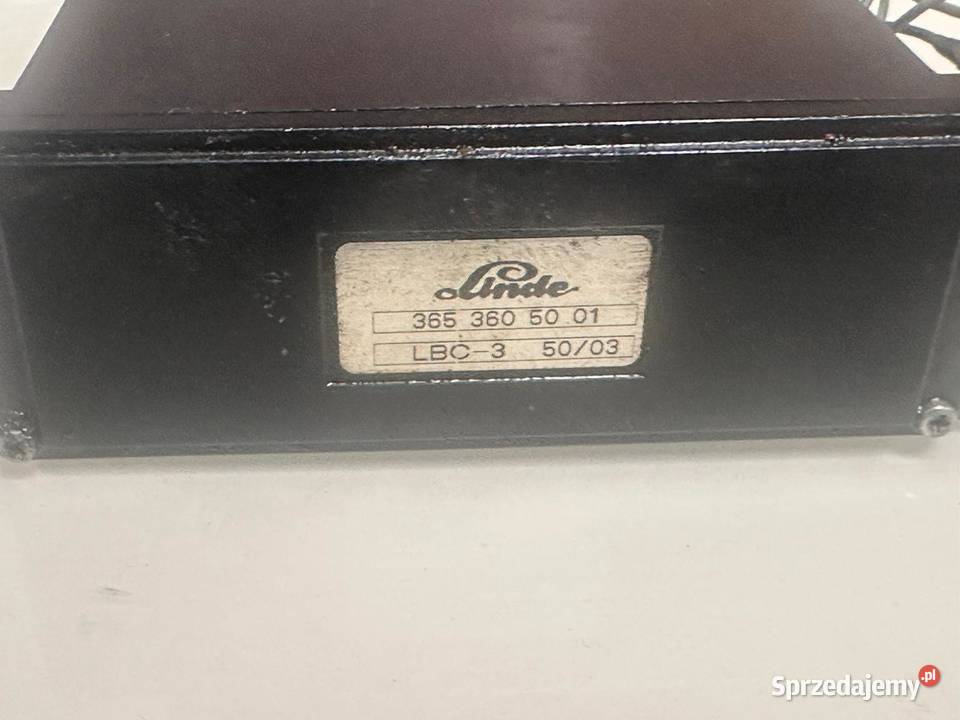 Linde
365 360 50 01
LBC-3 50/03
Sprzedajemy.pl